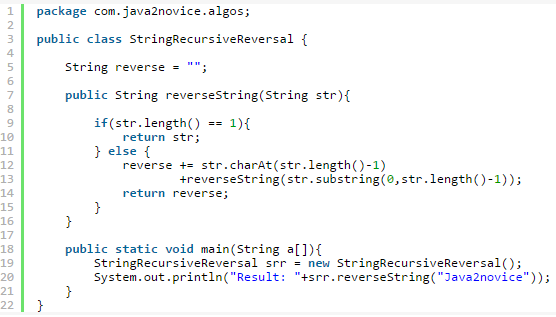 1 package com.java2novice.algos;
2
3 public class StringRecursiveReversal {
4
5     String reverse = "";
6
7     public String reverseString(String str){
8
9         if(str.length() == 1){
10             return str;
11         } else {
12             reverse += str.charAt(str.length()-1)
13                     +reverseString(str.substring(0,str.length()-1));
14             return reverse;
15         }
16     }
17
18     public static void main(String a[]){
19         StringRecursiveReversal srr = new StringRecursiveReversal();
20         System.out.println("Result: "+srr.reverseString("Java2novice"));
21     }
22 }